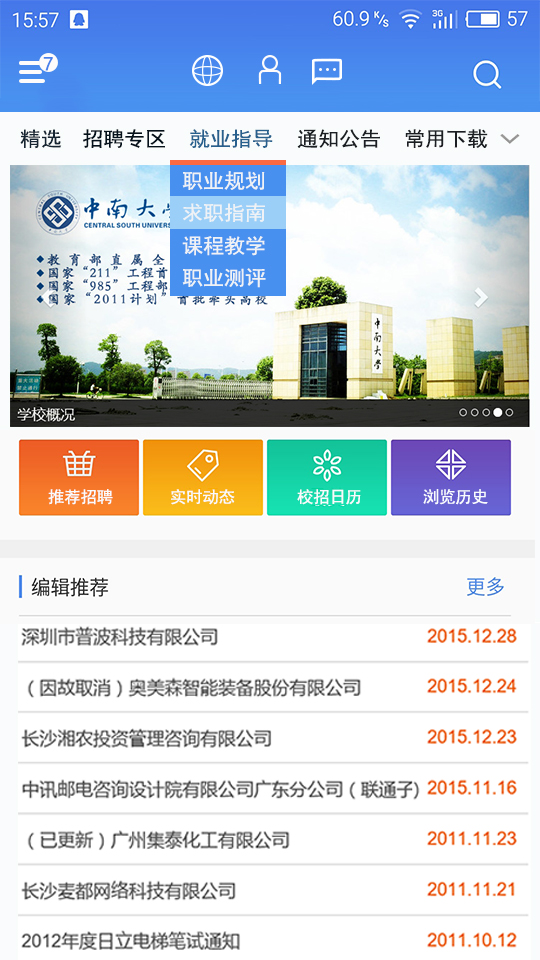 15:57
60.9 K/s
3G
57
7
精选 招聘专区 就业指导 通知公告 常用下载
职业规划
求职指南
课程教学
职业测评
中南大
CENTRAL SOUTH UNIVERS
教育部直属全
国家"211"工程首
国家"985"工程部
国家"2011计划"首批牵头高校
中南大学
学校概况
推荐招聘 实时动态 校招日历 浏览历史
编辑推荐 更多
深圳市普波科技有限公司 2015.12.28
（因故取消）奥美森智能装备股份有限公司 2015.12.24
长沙湘农投资管理咨询有限公司 2015.12.23
中讯邮电咨询设计院有限公司广东分公司（联通子) 2015.11.16
（已更新）广州集泰化工有限公司 2011.11.23
长沙麦都网络科技有限公司 2011.11.21
2012年度日立电梯笔试通知 2011.10.12